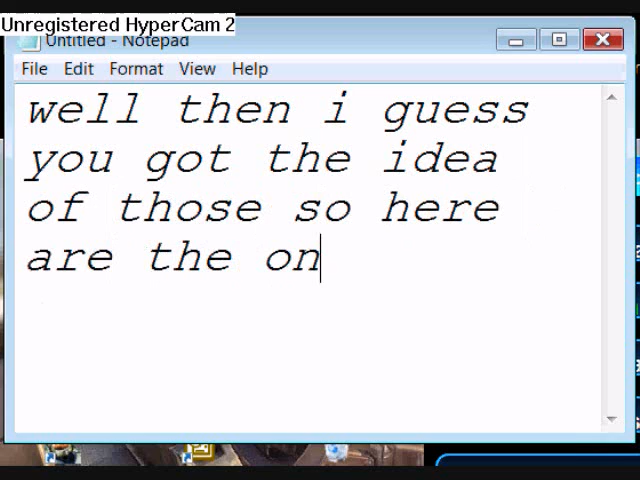 Unregistered HyperCam 2
Untitled - Notepad
File Edit Format View Help
well then i guess
you got the idea
of those so here
are the on